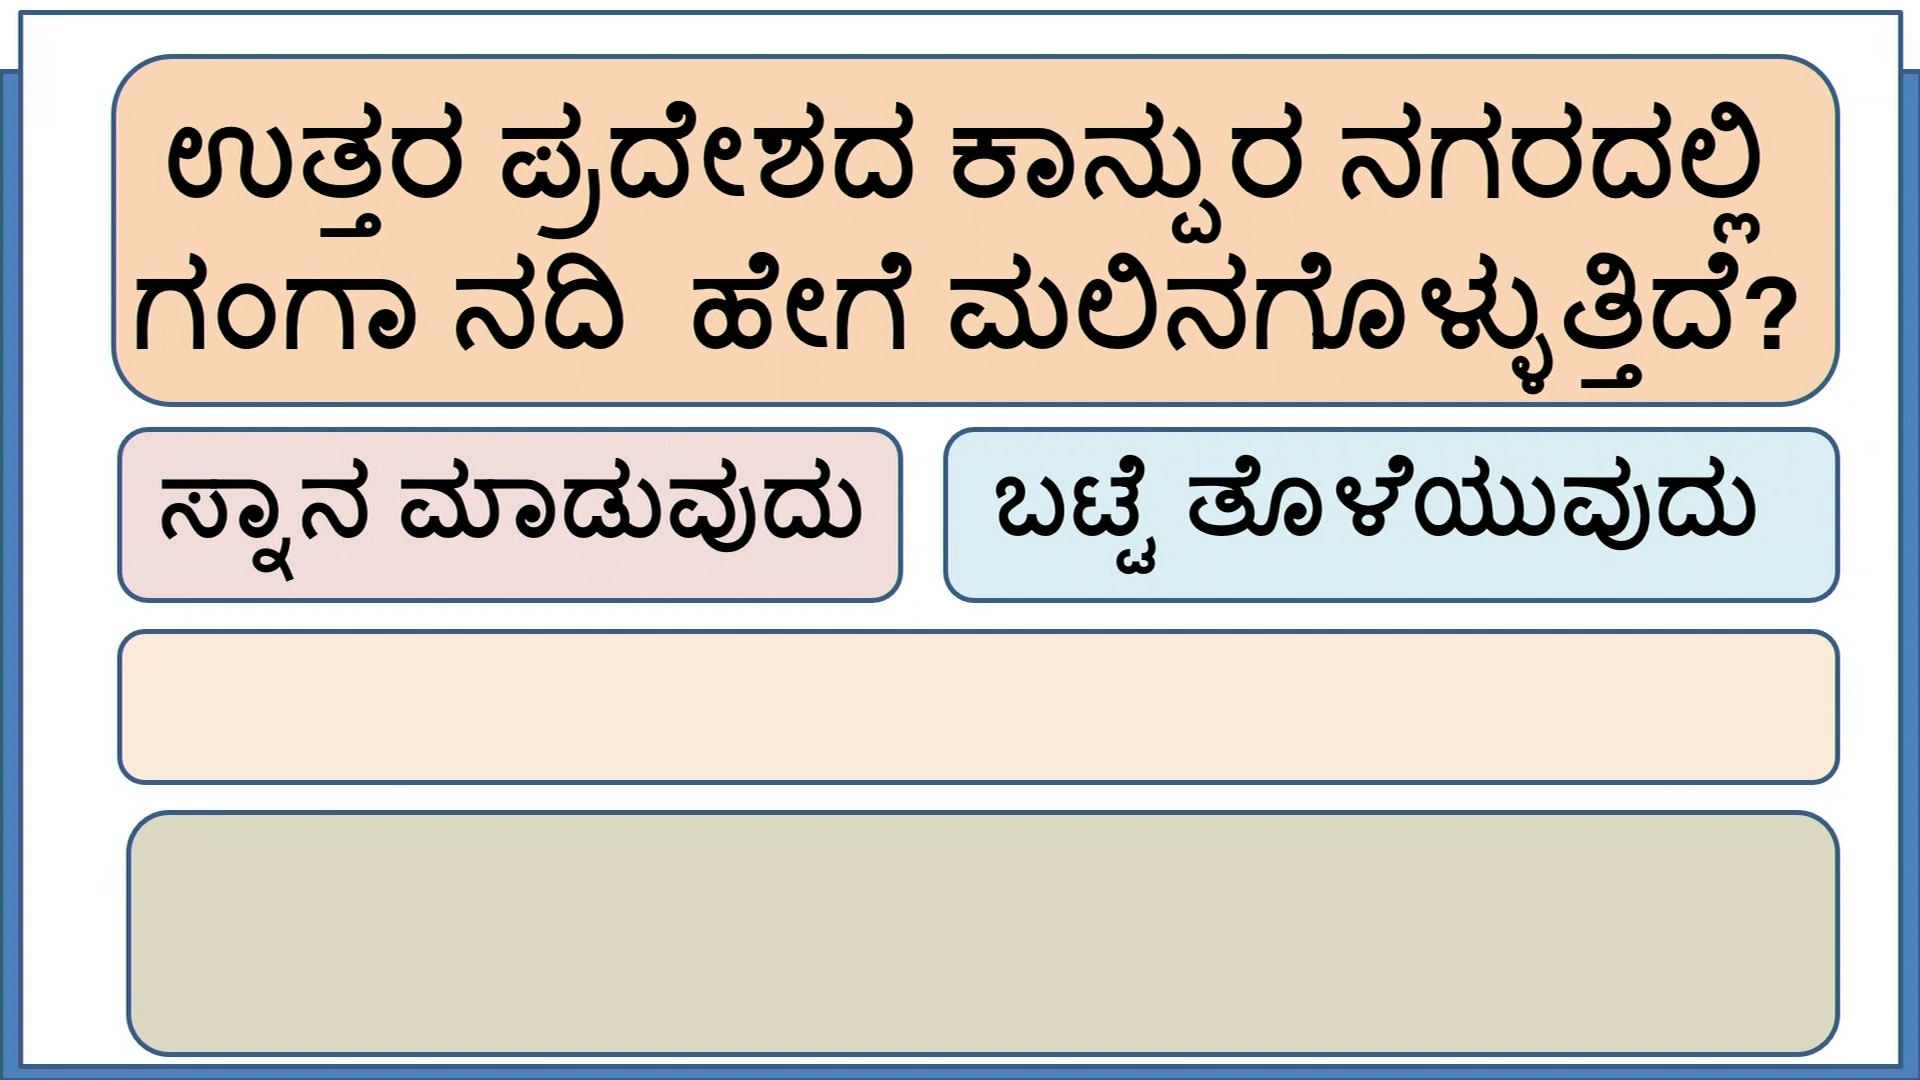 ಉತ್ತರ ಪ್ರದೇಶದ ಕಾನ್ಪುರ ನಗರದಲ್ಲಿ
ಗಂಗಾ ನದಿ ಹೇಗೆ ಮಲಿನಗೊಳ್ಳುತ್ತಿದೆ?
ಸ್ನಾನ ಮಾಡುವುದು
ಬಟ್ಟೆ ತೊಳೆಯುವುದು